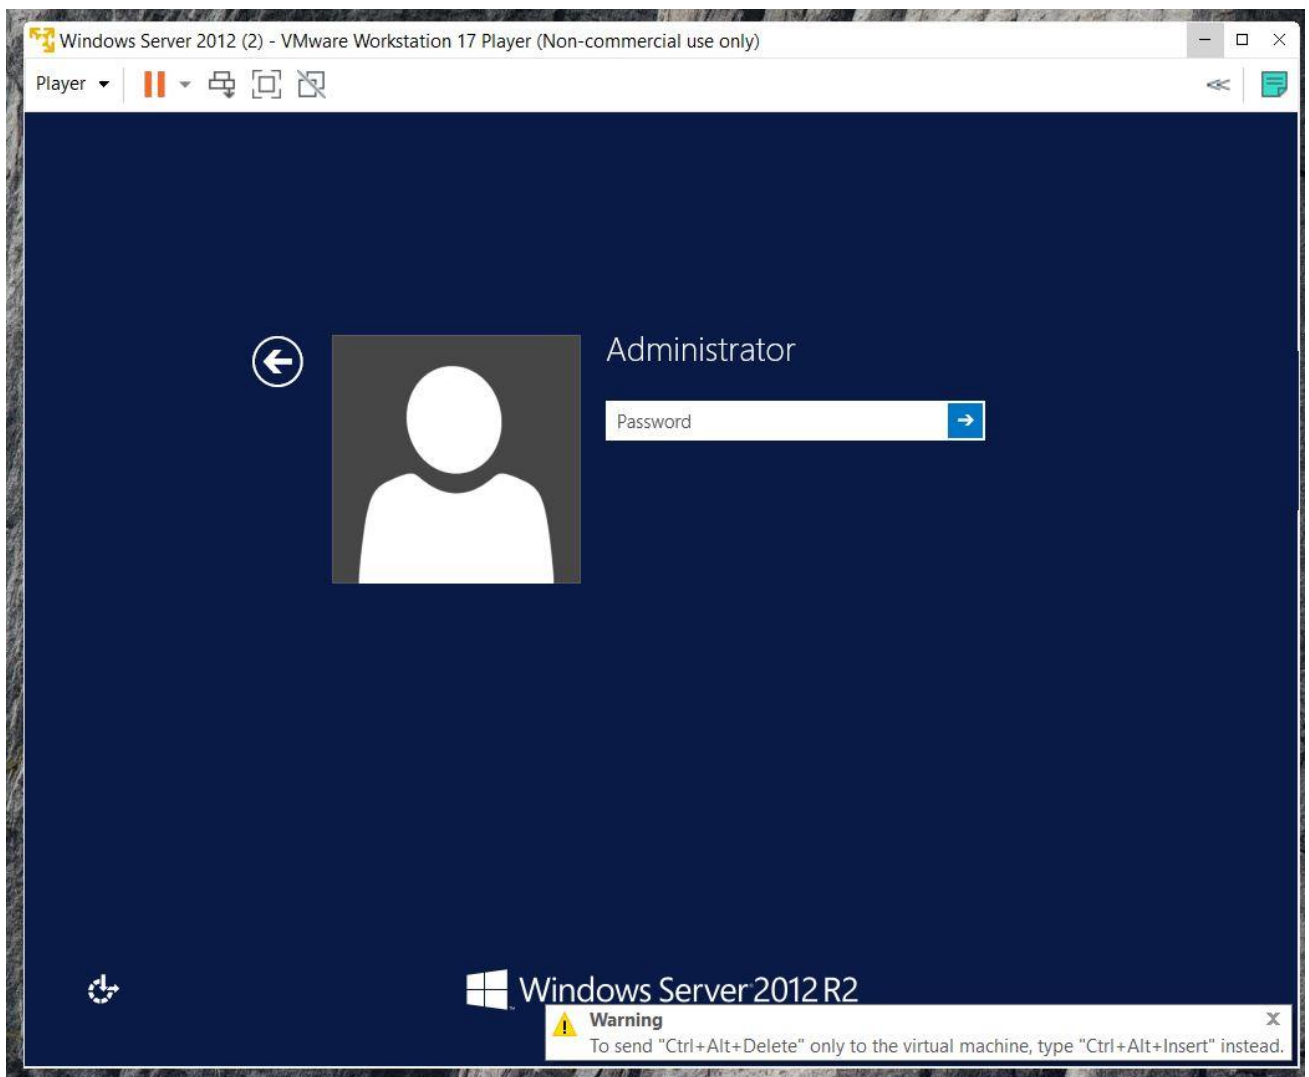 Windows Server 2012 (2) - VMware Workstation 17 Player (Non-commercial use only)
Player
Administrator
Password
Windows Server 2012 R2
Warning
To send "Ctrl+Alt+Delete" only to the virtual machine, type "Ctrl+Alt+Insert" instead.